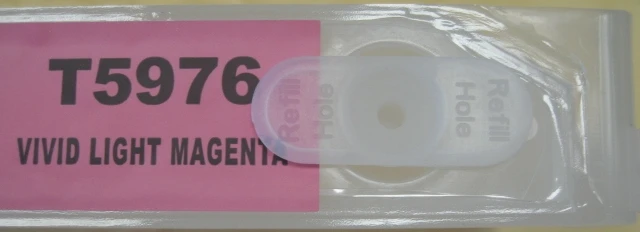 T5976
VIVID LIGHT MAGENTA
Refill
Hole
Refill
Hole